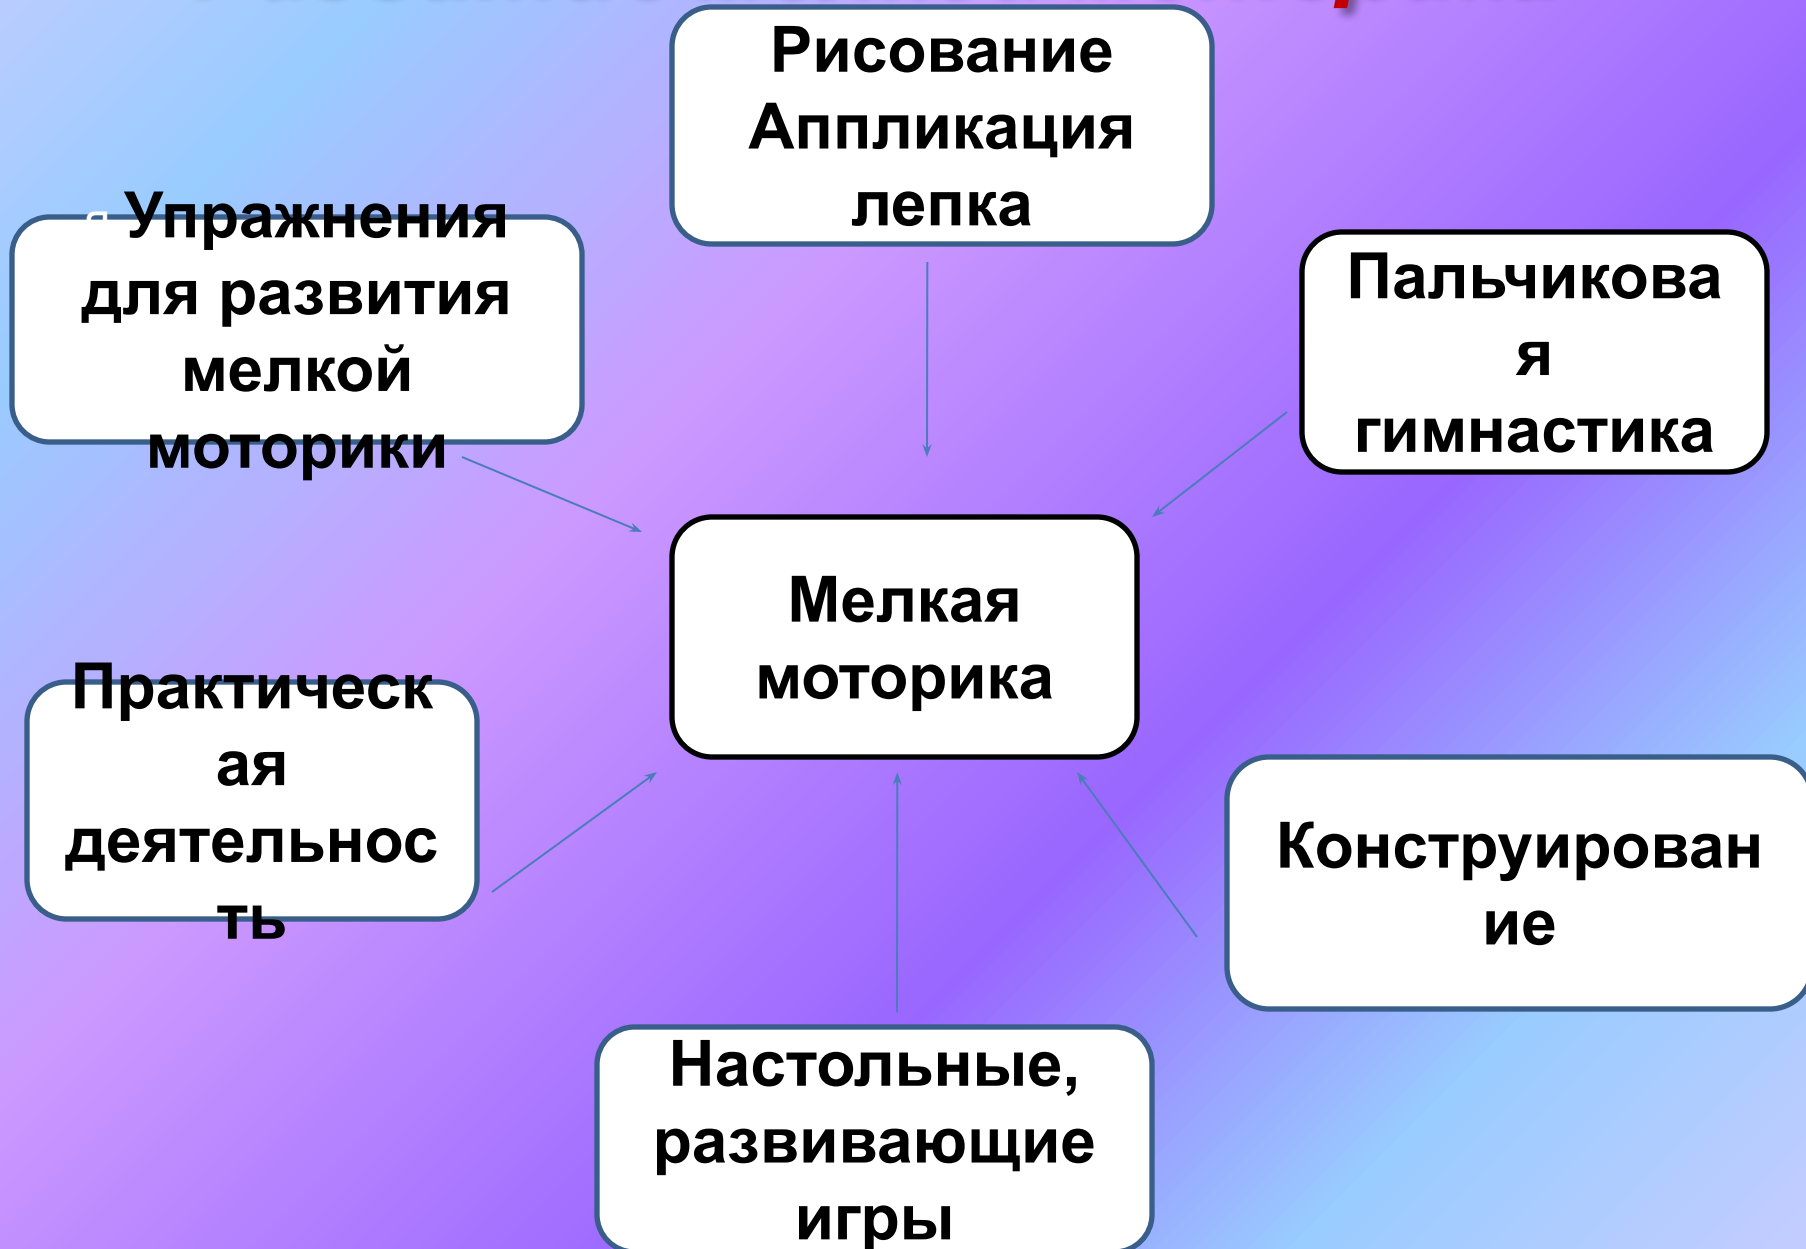 Рисование
Аппликация
лепка
я Упражнения
для развития
мелкой
моторики
Пальчикова
я
гимнастика
Мелкая
моторика
Практическ
ая
деятельнос
ть
Конструирован
ие
Настольные,
развивающие
игры